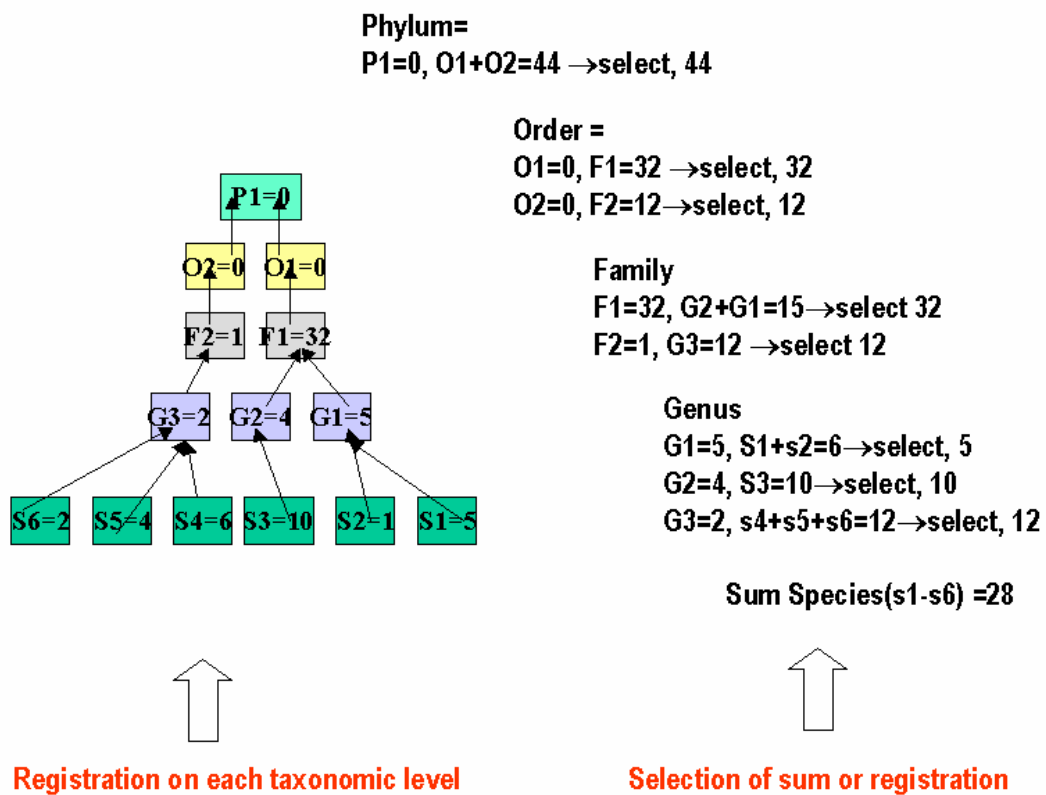 Phylum=
P1=0, O1+O2=44 →select, 44
Order =
O1=0, F1=32 →select, 32
O2=0, F2=12→select, 12
Family
F1=32, G2+G1=15→select 32
F2=1, G3=12 →select 12
Genus
G1=5, S1+s2=6→select, 5
G2=4, S3=10→select, 10
G3=2, s4+s5+s6=12→select, 12
Sum Species(s1-s6) =28
P1=0
O2=0 O1=0
F2=1 F1=32
G3=2 G2=4 G1=5
S6=2 S5=4 S4=6 S3=10 S2=1 S1=5
Registration on each taxonomic level
Selection of sum or registration